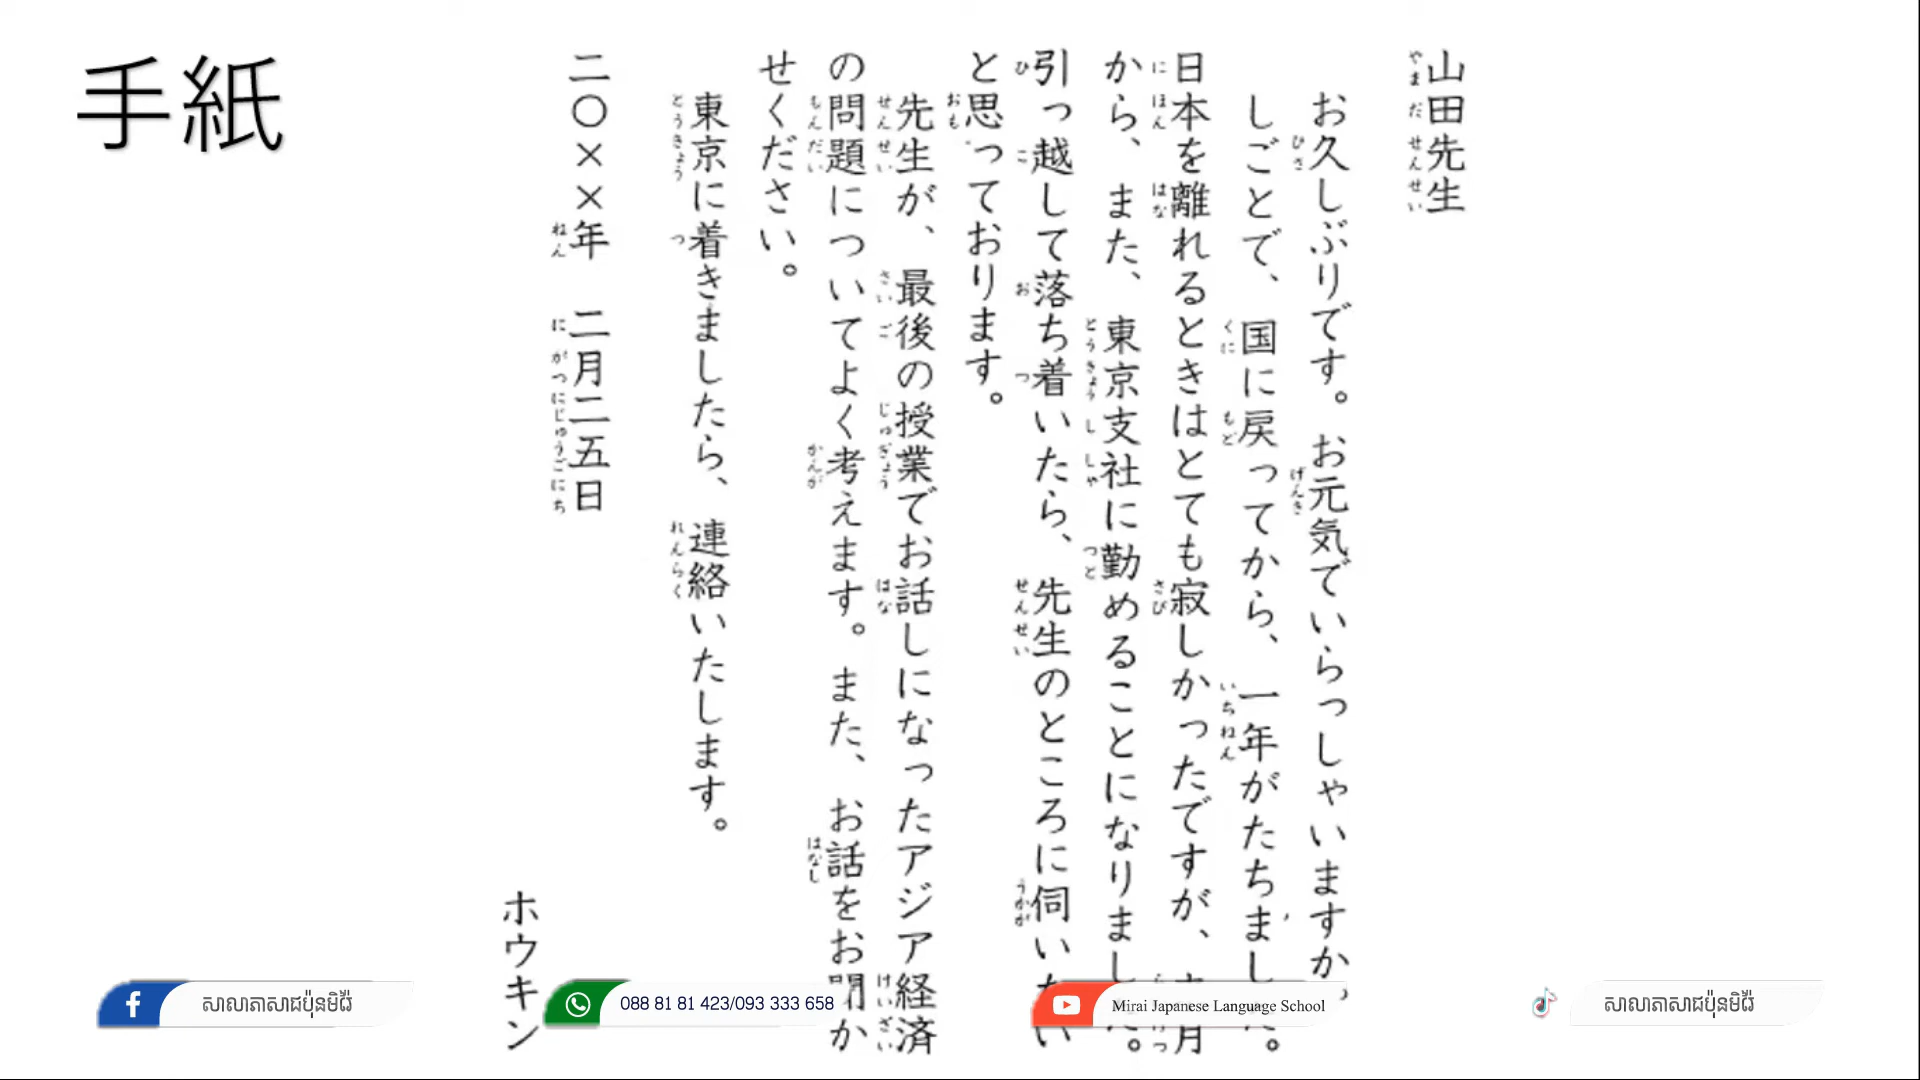 手紙
山田先生
お久しぶりです。お元気でいらっしゃいますか。
しごとで、国に戻ってから、一年がたちました。
日本を離れるときはとても寂しかったですが、月
から、また、東京支社に勤めることになりました。
引っ越して落ち着いたら、先生のところに伺いたい
と思っております。
先生が、最後の授業でお話しになったアジア経済
の問題についてよく考えます。また、お話をお聞か
せください。
東京に着きましたら、連絡いたします。
二〇××年 二月二五日
ホウキン
សាលាភាសាជប៉ុនមិរ៉ៃ
088 81 81 423/093 333 658
Mirai Japanese Language School
សាលាភាសាជប៉ុនមិរ៉ៃ